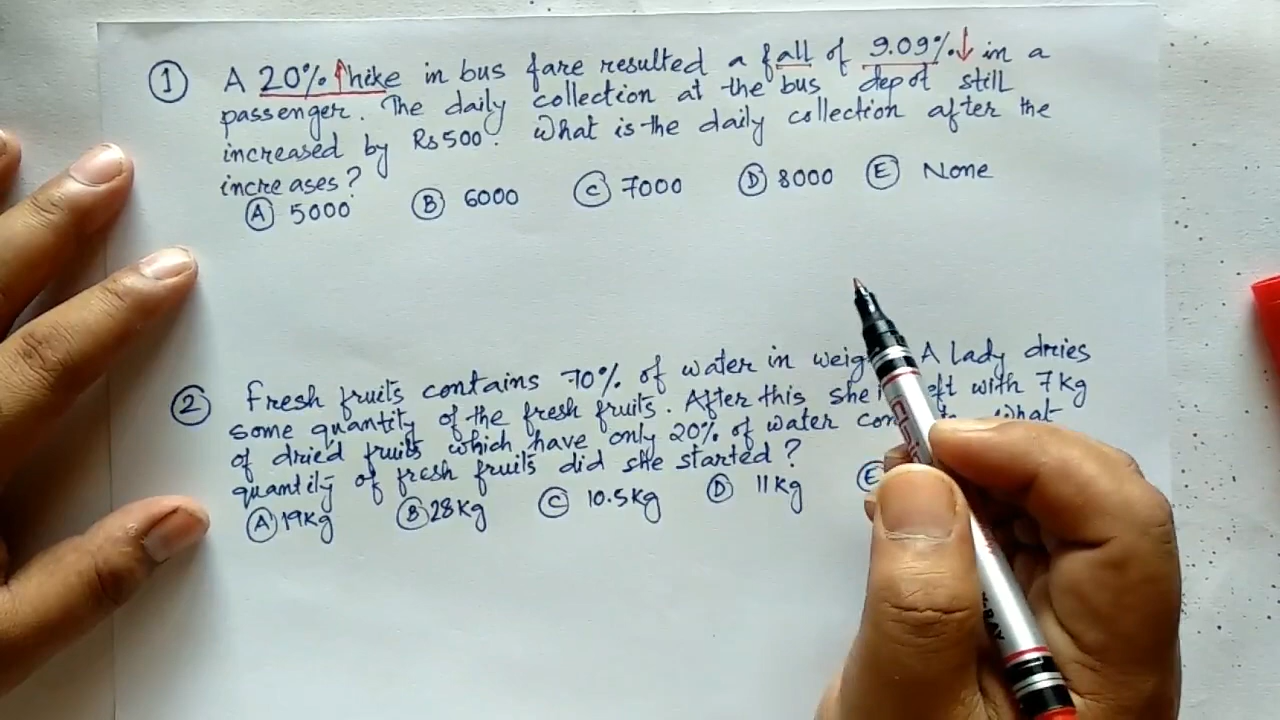 ① A 20% ↑ hike in bus fare resulted a fall of 9.09% ↓ in a
passenger. The daily collection at the bus depot still
increased by Rs 500. What is the daily collection after the
increases?
Ⓐ 5000 Ⓑ 6000 Ⓒ 7000 Ⓓ 8000 Ⓔ None
② Fresh fruits contains 70% of water in A lady dries
some quantity of the fresh fruits. After this she with 7kg
of dried fruits which have only 20% of water what
quantity of fresh fruits did she started?
Ⓐ 19kg Ⓑ 28kg Ⓒ 10.5kg Ⓓ 11kg Ⓔ